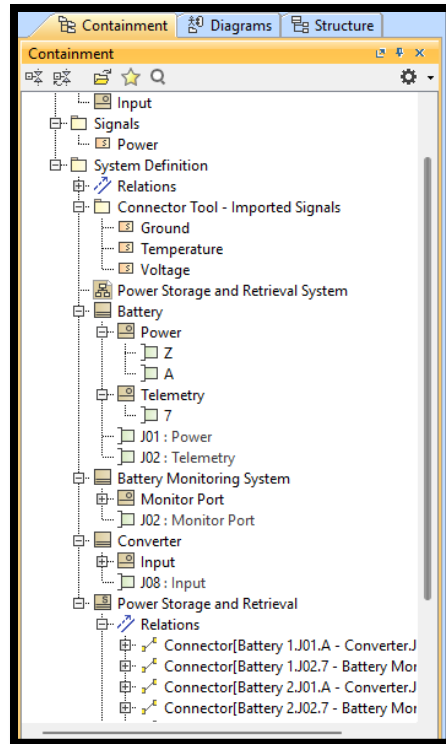 Containment Diagrams Structure
Containment
Input
Signals
Power
System Definition
Relations
Connector Tool - Imported Signals
Ground
Temperature
Voltage
Power Storage and Retrieval System
Battery
Power
Z
A
Telemetry
7
J01 : Power
J02 : Telemetry
Battery Monitoring System
Monitor Port
J02 : Monitor Port
Converter
Input
J08 : Input
Power Storage and Retrieval
Relations
Connector[Battery 1.J01.A - Converter.J
Connector[Battery 1.J02.7 - Battery Mor
Connector[Battery 2.J01.A - Converter.J
Connector[Battery 2.J02.7 - Battery Mor